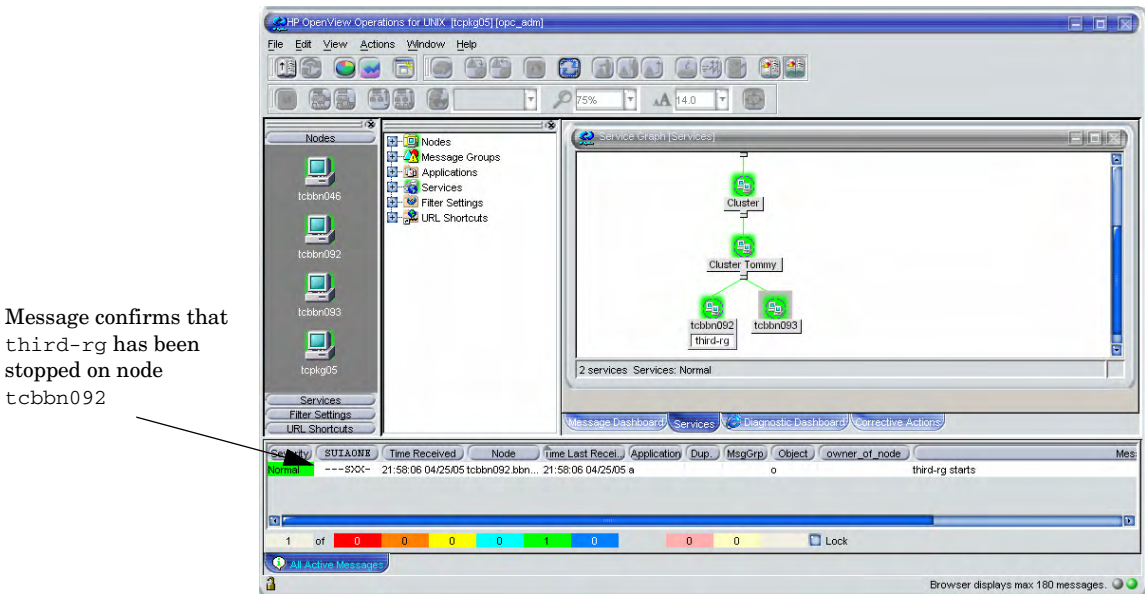 HP OpenView Operations for UNIX [tcpkg05] [opc_adm]
File Edit View Actions Window Help
75%
14.0
Nodes
tcbbn046
tcbbn092
tcbbn093
tcpkg05
Services
Filter Settings
URL Shortcuts
Nodes
Message Groups
Applications
Services
Filter Settings
URL Shortcuts
Service Graph [Services]
Cluster
Cluster Tommy
tcbbn092
third-rg
tcbbn093
2 services Services: Normal
Message Dashboard Services Diagnostic Dashboard Corrective Actions
Message confirms that
third-rg has been
stopped on node
tcbbn092
Severity SUIAONE Time Received Node Time Last Recei.. Application Dup.. MsgGrp Object owner_of_node Mes
Normal ---SXX- 21:58:06 04/25/05 tcbbn092.bbn... 21:58:06 04/25/05 a o third-rg starts
1 of 0 0 0 0 1 0 0 0 Lock
All Active Messages
Browser displays max 180 messages.